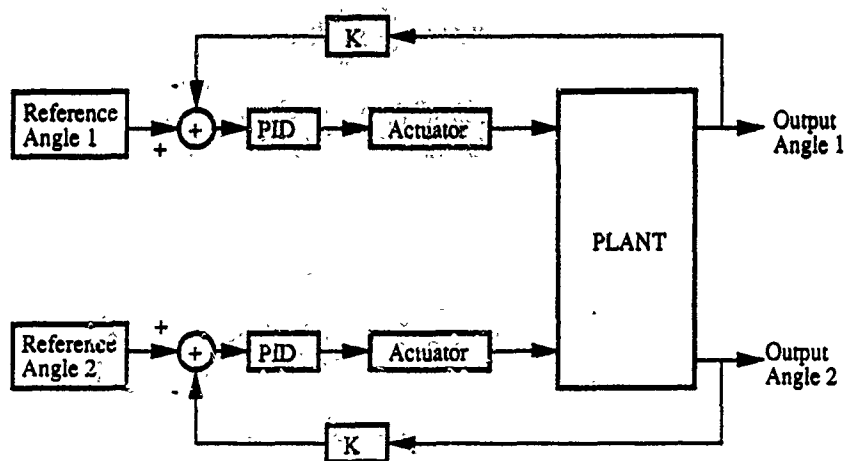 K
-
Reference
Angle 1
+
+
PID
Actuator
Output
Angle 1
PLANT
+
Reference
Angle 2
+
-
PID
Actuator
Output
Angle 2
K